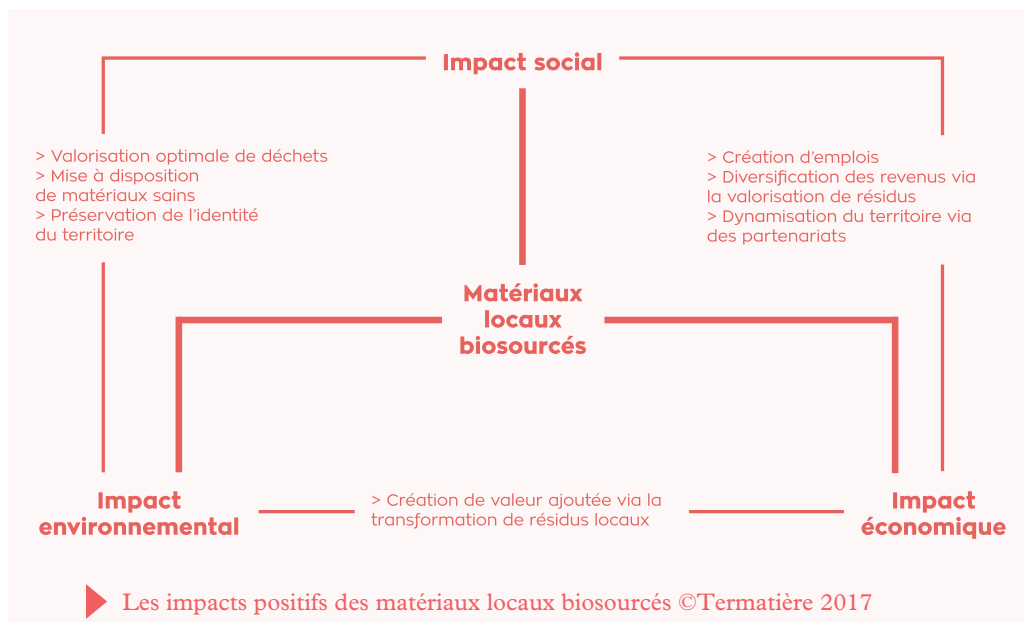 Impact social
> Valorisation optimale de déchets
> Mise à disposition
de matériaux sains
> Préservation de l'identité
du territoire
> Création d'emplois
> Diversification des revenus via
la valorisation de résidus
> Dynamisation du territoire via
des partenariats
Matériaux
locaux
biosourcés
Impact
environnemental
> Création de valeur ajoutée via la
transformation de résidus locaux
Impact
économique
Les impacts positifs des matériaux locaux biosourcés ©Termatière 2017